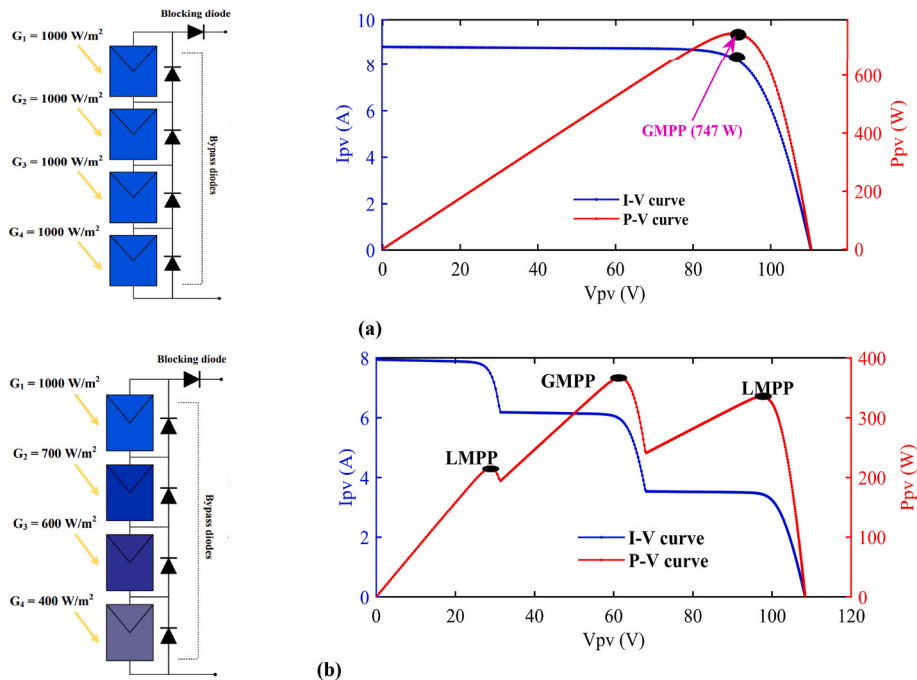 Blocking diode
G₁ = 1000 W/m²
G₂ = 1000 W/m²
G₃ = 1000 W/m²
G₄ = 1000 W/m²
Bypass diodes
10
8
6
4
2
0
Ipv (A)
GMPP (747 W)
I-V curve
P-V curve
0 20 40 60 80 100
Vpv (V)
600
400
200
0
Ppv (W)
(a)
Blocking diode
G₁ = 1000 W/m²
G₂ = 700 W/m²
G₃ = 600 W/m²
G₄ = 400 W/m²
Bypass diodes
8
6
4
2
0
Ipv (A)
LMPP
GMPP
LMPP
I-V curve
P-V curve
0 20 40 60 80 100 120
Vpv (V)
400
300
200
100
0
Ppv (W)
(b)